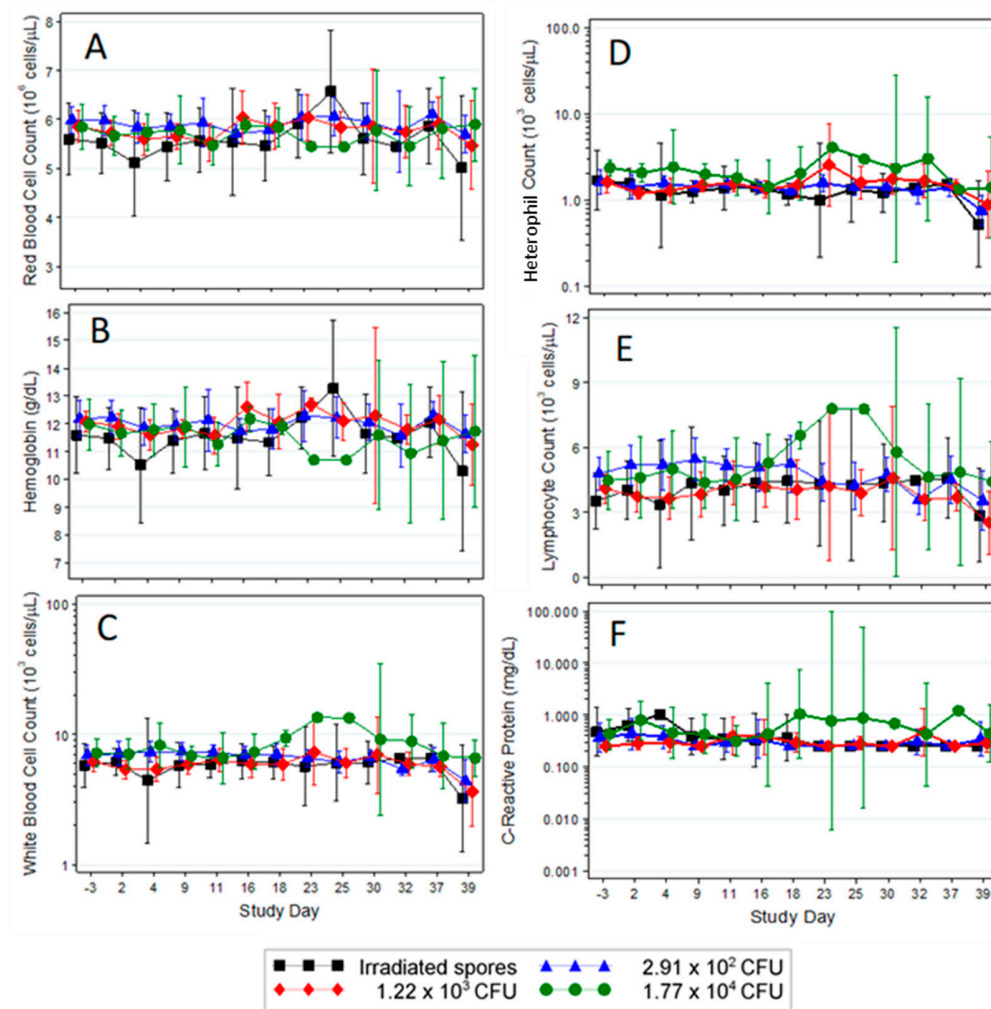 A
Red Blood Cell Count (10⁶ cells/µL)
8
7
6
5
4
3
B
Hemoglobin (g/dL)
16
15
14
13
12
11
10
9
8
7
C
White Blood Cell Count (10³ cells/µL)
100
10
1
-3 2 4 9 11 16 18 23 25 30 32 37 39
Study Day
D
Heterophil Count (10³ cells/µL)
100.0
10.0
1.0
0.1
E
Lymphocyte Count (10³ cells/µL)
12
9
6
3
0
F
C-Reactive Protein (mg/dL)
100.000
10.000
1.000
0.100
0.010
0.001
-3 2 4 9 11 16 18 23 25 30 32 37 39
Study Day
Irradiated spores 2.91 x 10² CFU
1.22 x 10³ CFU 1.77 x 10⁴ CFU